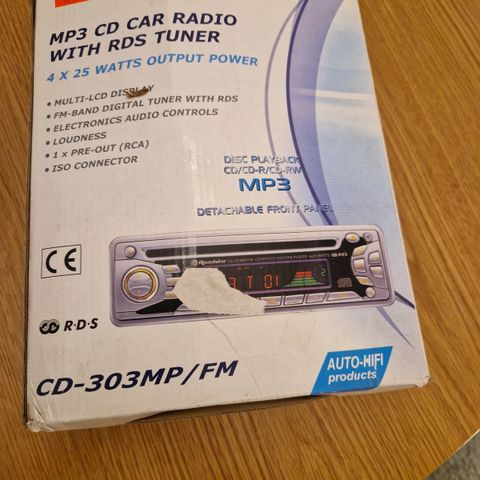 MP3 CD CAR RADIO
WITH RDS TUNER
4 X 25 WATTS OUTPUT POWER
• MULTI-LCD DISPLAY
• FM-BAND DIGITAL TUNER WITH RDS
• ELECTRONICS AUDIO CONTROLS
• LOUDNESS
• 1 x PRE-OUT (RCA)
• ISO CONNECTOR
DISC PLAYBACK
CD/CD-R/CD-RW
MP3
DETACHABLE FRONT PANEL
CE
Roadstar
T 01
R·D·S
CD-303MP/FM
AUTO-HIFI
products